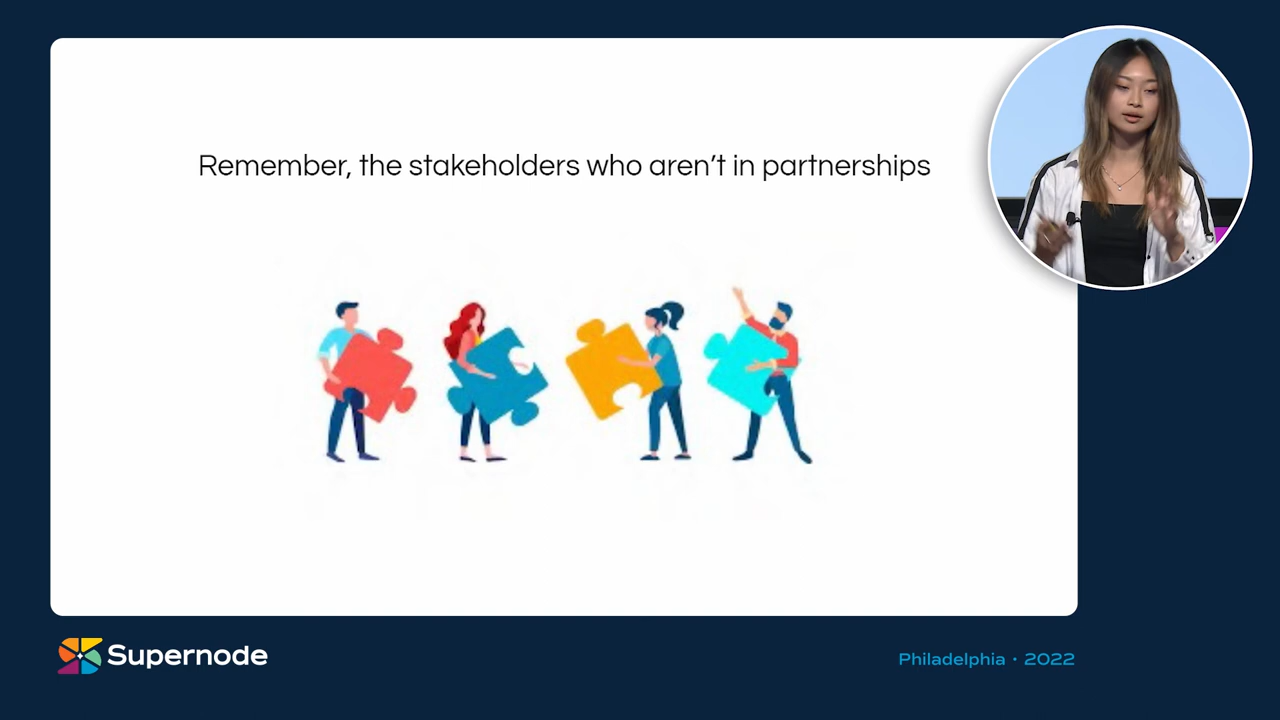 Remember, the stakeholders who aren’t in partnerships
Supernode
Philadelphia · 2022